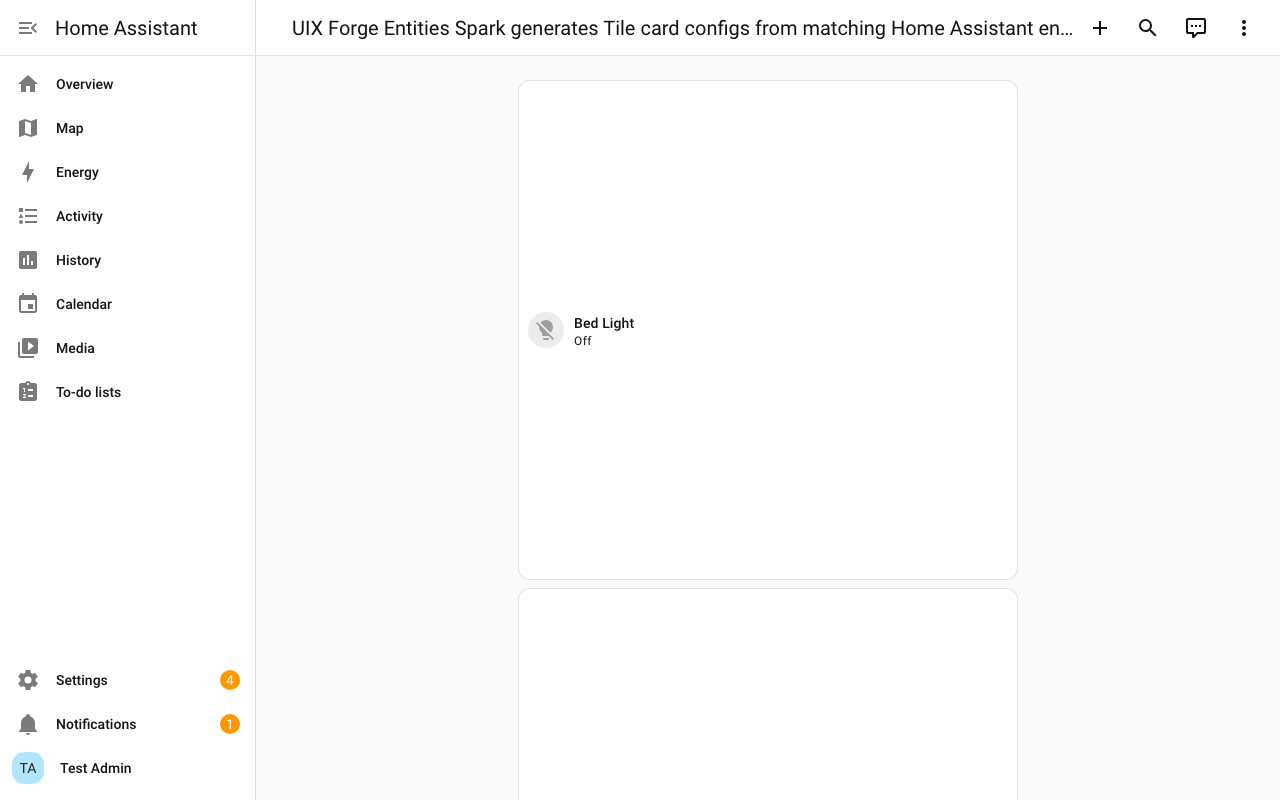 Home Assistant
UIX Forge Entities Spark generates Tile card configs from matching Home Assistant en…
Overview
Map
Energy
Activity
History
Calendar
Media
To-do lists
Bed Light
Off
Settings
4
Notifications
1
TA
Test Admin